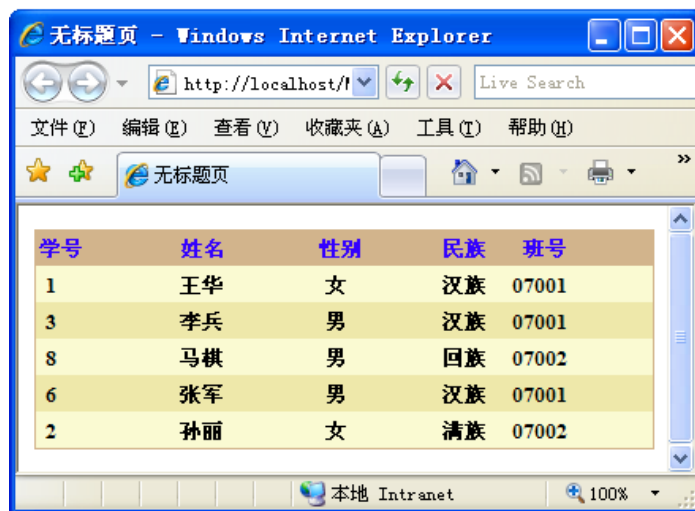 无标题页 - Windows Internet Explorer
http://localhost/
Live Search
文件(F) 编辑(E) 查看(V) 收藏夹(A) 工具(T) 帮助(H)
无标题页
学号 姓名 性别 民族 班号
1 王华 女 汉族 07001
3 李兵 男 汉族 07001
8 马棋 男 回族 07002
6 张军 男 汉族 07001
2 孙丽 女 满族 07002
本地 Intranet 100%